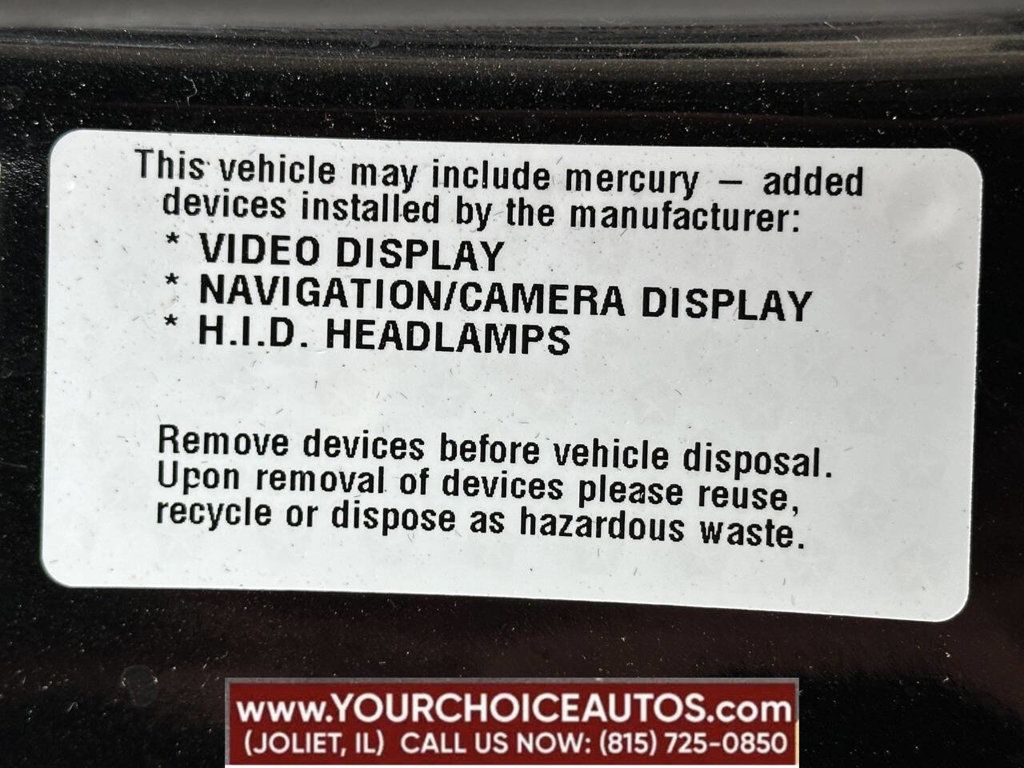 This vehicle may include mercury – added
devices installed by the manufacturer:
* VIDEO DISPLAY
* NAVIGATION/CAMERA DISPLAY
* H.I.D. HEADLAMPS
Remove devices before vehicle disposal.
Upon removal of devices please reuse,
recycle or dispose as hazardous waste.
www.YOURCHOICEAUTOS.com
(JOLIET, IL) CALL US NOW: (815) 725-0850